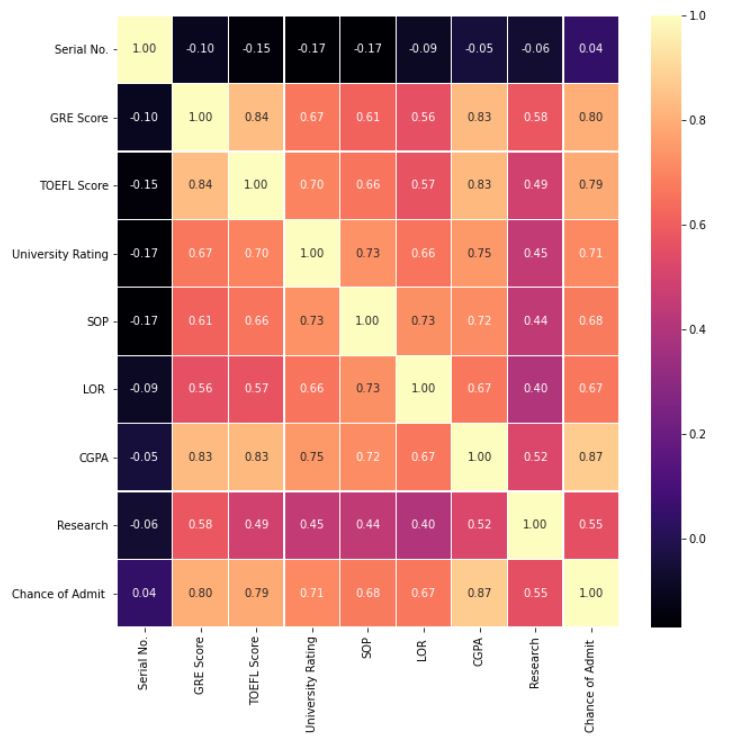 Serial No. 1.00 -0.10 -0.15 -0.17 -0.17 -0.09 -0.05 -0.06 0.04
GRE Score -0.10 1.00 0.84 0.67 0.61 0.56 0.83 0.58 0.80
TOEFL Score -0.15 0.84 1.00 0.70 0.66 0.57 0.83 0.49 0.79
University Rating -0.17 0.67 0.70 1.00 0.73 0.66 0.75 0.45 0.71
SOP -0.17 0.61 0.66 0.73 1.00 0.73 0.72 0.44 0.68
LOR -0.09 0.56 0.57 0.66 0.73 1.00 0.67 0.40 0.67
CGPA -0.05 0.83 0.83 0.75 0.72 0.67 1.00 0.52 0.87
Research -0.06 0.58 0.49 0.45 0.44 0.40 0.52 1.00 0.55
Chance of Admit 0.04 0.80 0.79 0.71 0.68 0.67 0.87 0.55 1.00
Serial No.
GRE Score
TOEFL Score
University Rating
SOP
LOR
CGPA
Research
Chance of Admit
1.0
0.8
0.6
0.4
0.2
0.0